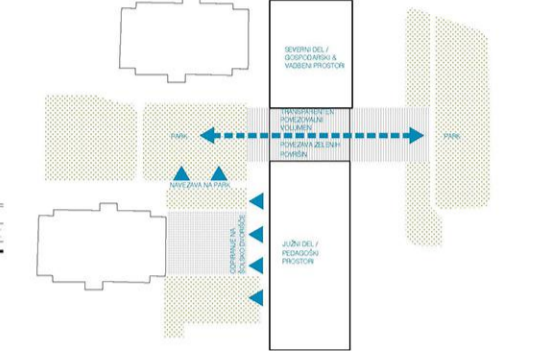 SEVERNI DEL /
GOSPODARSKI &
VADBENI PROSTORI
TRANSPARENTEN
POVEZOVALNI
VOLUMEN
PARK
PARK
POVEZAVA ZELENIH
POVRŠIN
NAVEZAVA NA PARK
ODPIRANJE NA
ŠOLSKO DVORIŠČE
JUŽNI DEL /
PEDAGOŠKI
PROSTORI